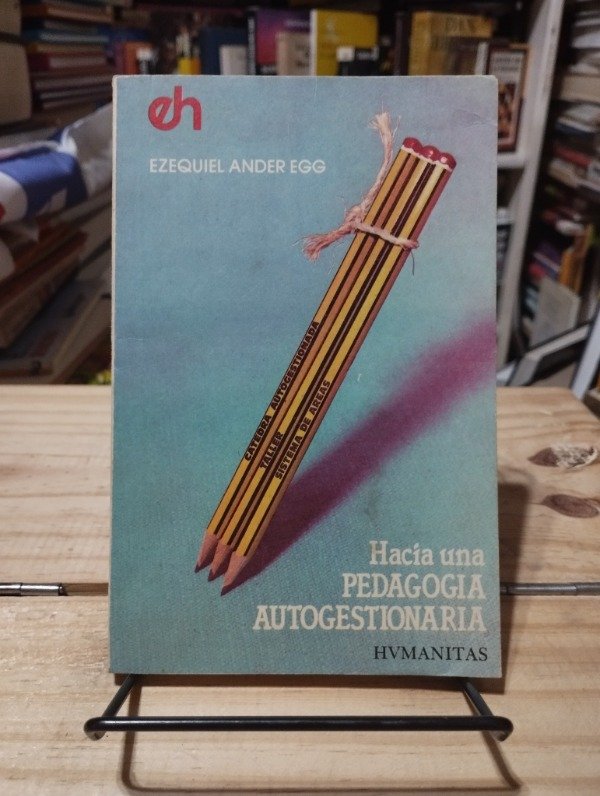 eh
EZEQUIEL ANDER EGG
CATEDRA AUTOGESTIONADA
TALLER
SISTEMA DE AREAS
Hacia una
PEDAGOGIA
AUTOGESTIONARIA
HVMANITAS